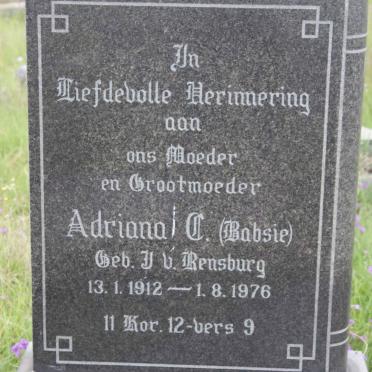 In
Liefdevolle Herinnering
aan
ons Moeder
en Grootmoeder
Adriana C. (Babsie)
Geb. J v. Rensburg
13. 1. 1912 — 1. 8. 1976
11 Kor. 12-vers 9